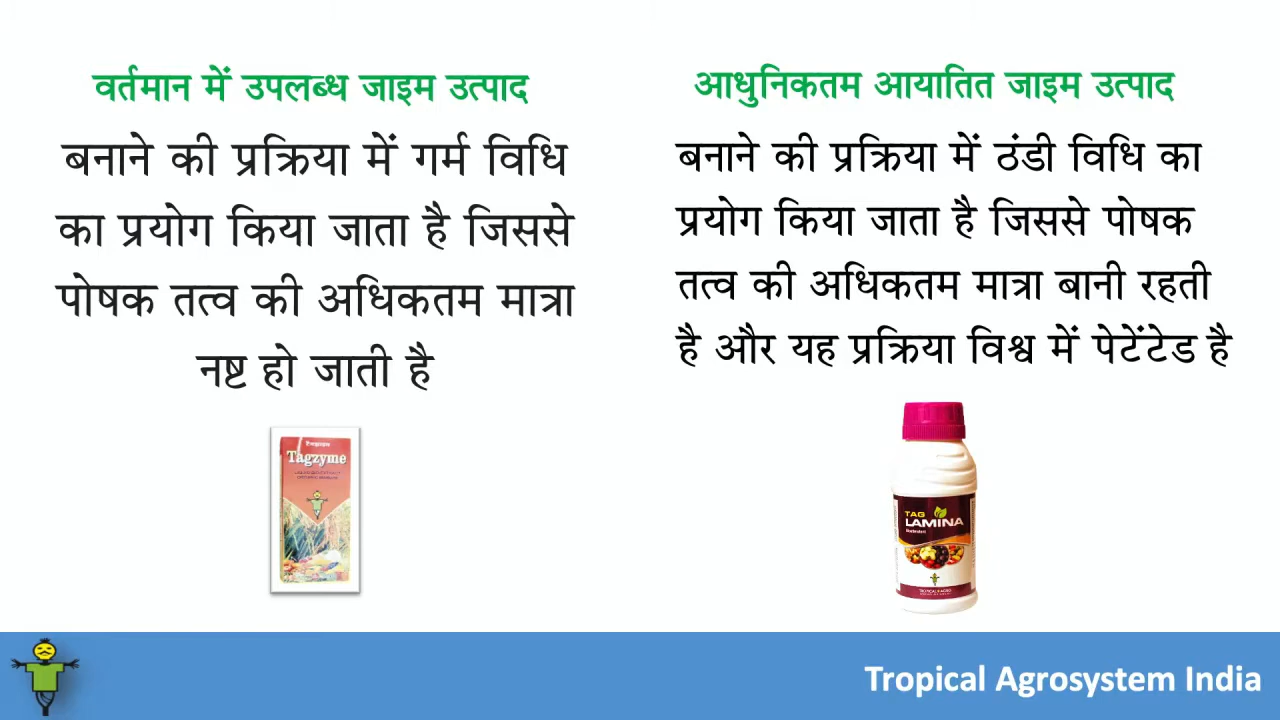 वर्तमान में उपलब्ध जाइम उत्पाद
बनाने की प्रक्रिया में गर्म विधि
का प्रयोग किया जाता है जिससे
पोषक तत्व की अधिकतम मात्रा
नष्ट हो जाती है
Tagzyme
आधुनिकतम आयातित जाइम उत्पाद
बनाने की प्रक्रिया में ठंडी विधि का
प्रयोग किया जाता है जिससे पोषक
तत्व की अधिकतम मात्रा बानी रहती
है और यह प्रक्रिया विश्व में पेटेंटेड है
TAG
LAMINA
Tropical Agrosystem India